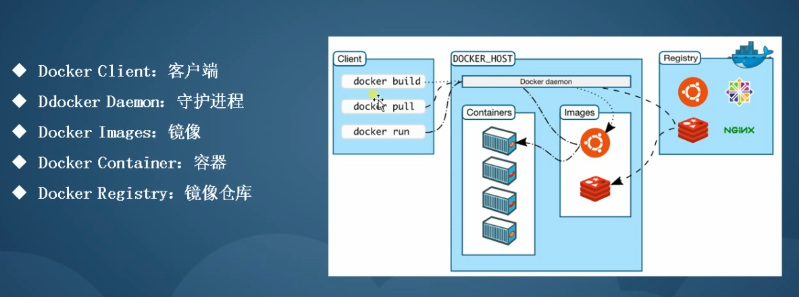 Docker Client：客户端
Ddocker Daemon：守护进程
Docker Images：镜像
Docker Container：容器
Docker Registry：镜像仓库
Client
docker build
docker pull
docker run
DOCKER_HOST
Docker daemon
Containers
Images
Registry
NGINX